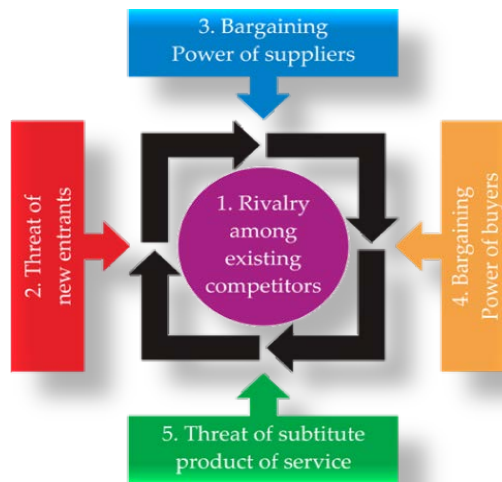 3. Bargaining
Power of suppliers
2. Threat of
new entrants
1. Rivalry
among
existing
competitors
4. Bargaining
Power of buyers
5. Threat of subtitute
product of service